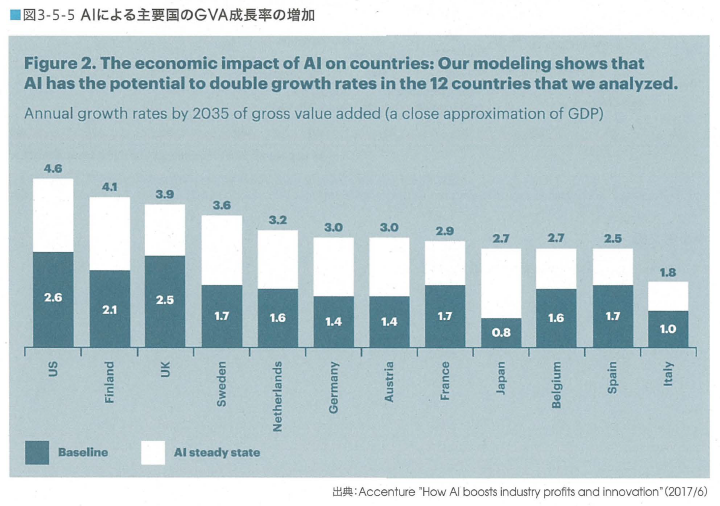 ■図3-5-5 AIによる主要国のGVA成長率の増加
Figure 2. The economic impact of AI on countries: Our modeling shows that
AI has the potential to double growth rates in the 12 countries that we analyzed.
Annual growth rates by 2035 of gross value added (a close approximation of GDP)
4.6
4.1
3.9
3.6
3.2
3.0
3.0
2.9
2.7
2.7
2.5
1.8
2.6
2.1
2.5
1.7
1.6
1.4
1.4
1.7
0.8
1.6
1.7
1.0
US
Finland
UK
Sweden
Netherlands
Germany
Austria
France
Japan
Belgium
Spain
Italy
Baseline
AI steady state
出典:Accenture "How AI boosts industry profits and innovation"(2017/6)